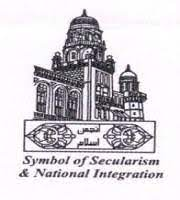 انجمن
اسلام
Symbol of Secularism
& National Integration